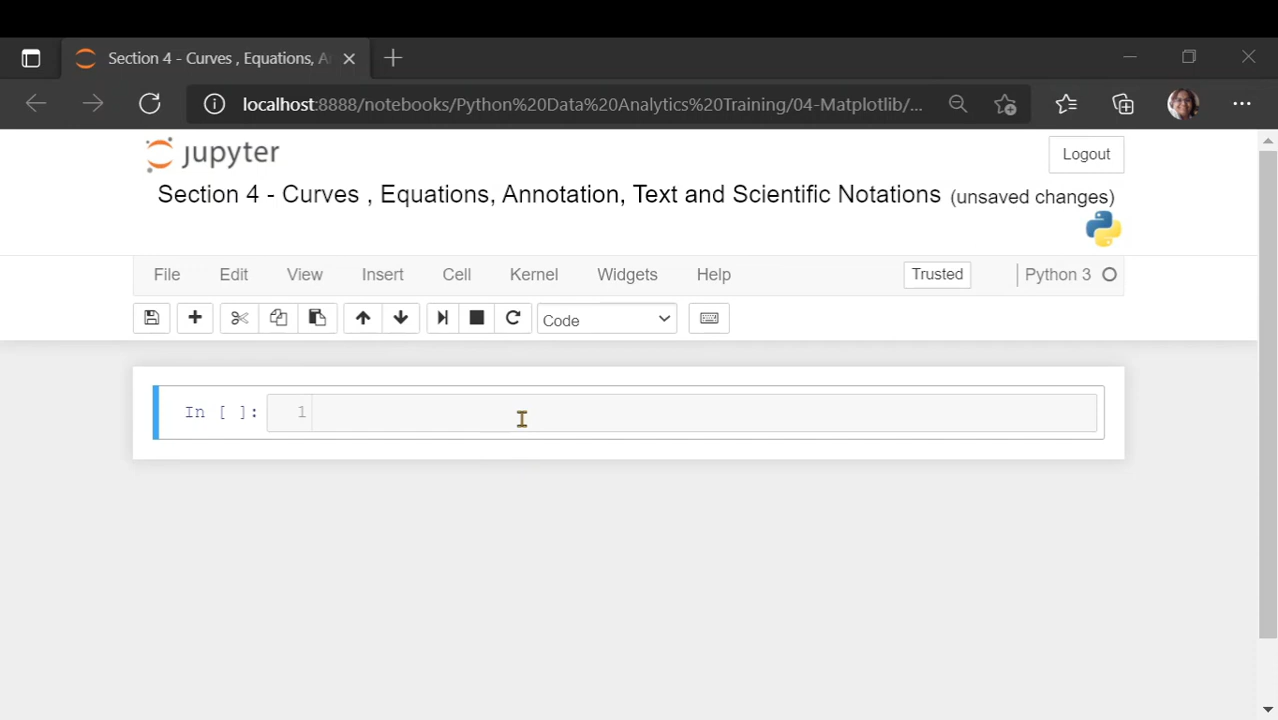 Section 4 - Curves , Equations, A
localhost:8888/notebooks/Python%20Data%20Analytics%20Training/04-Matplotlib/...
jupyter
Logout
Section 4 - Curves , Equations, Annotation, Text and Scientific Notations (unsaved changes)
File Edit View Insert Cell Kernel Widgets Help Trusted Python 3
Code
In [ ]: 1